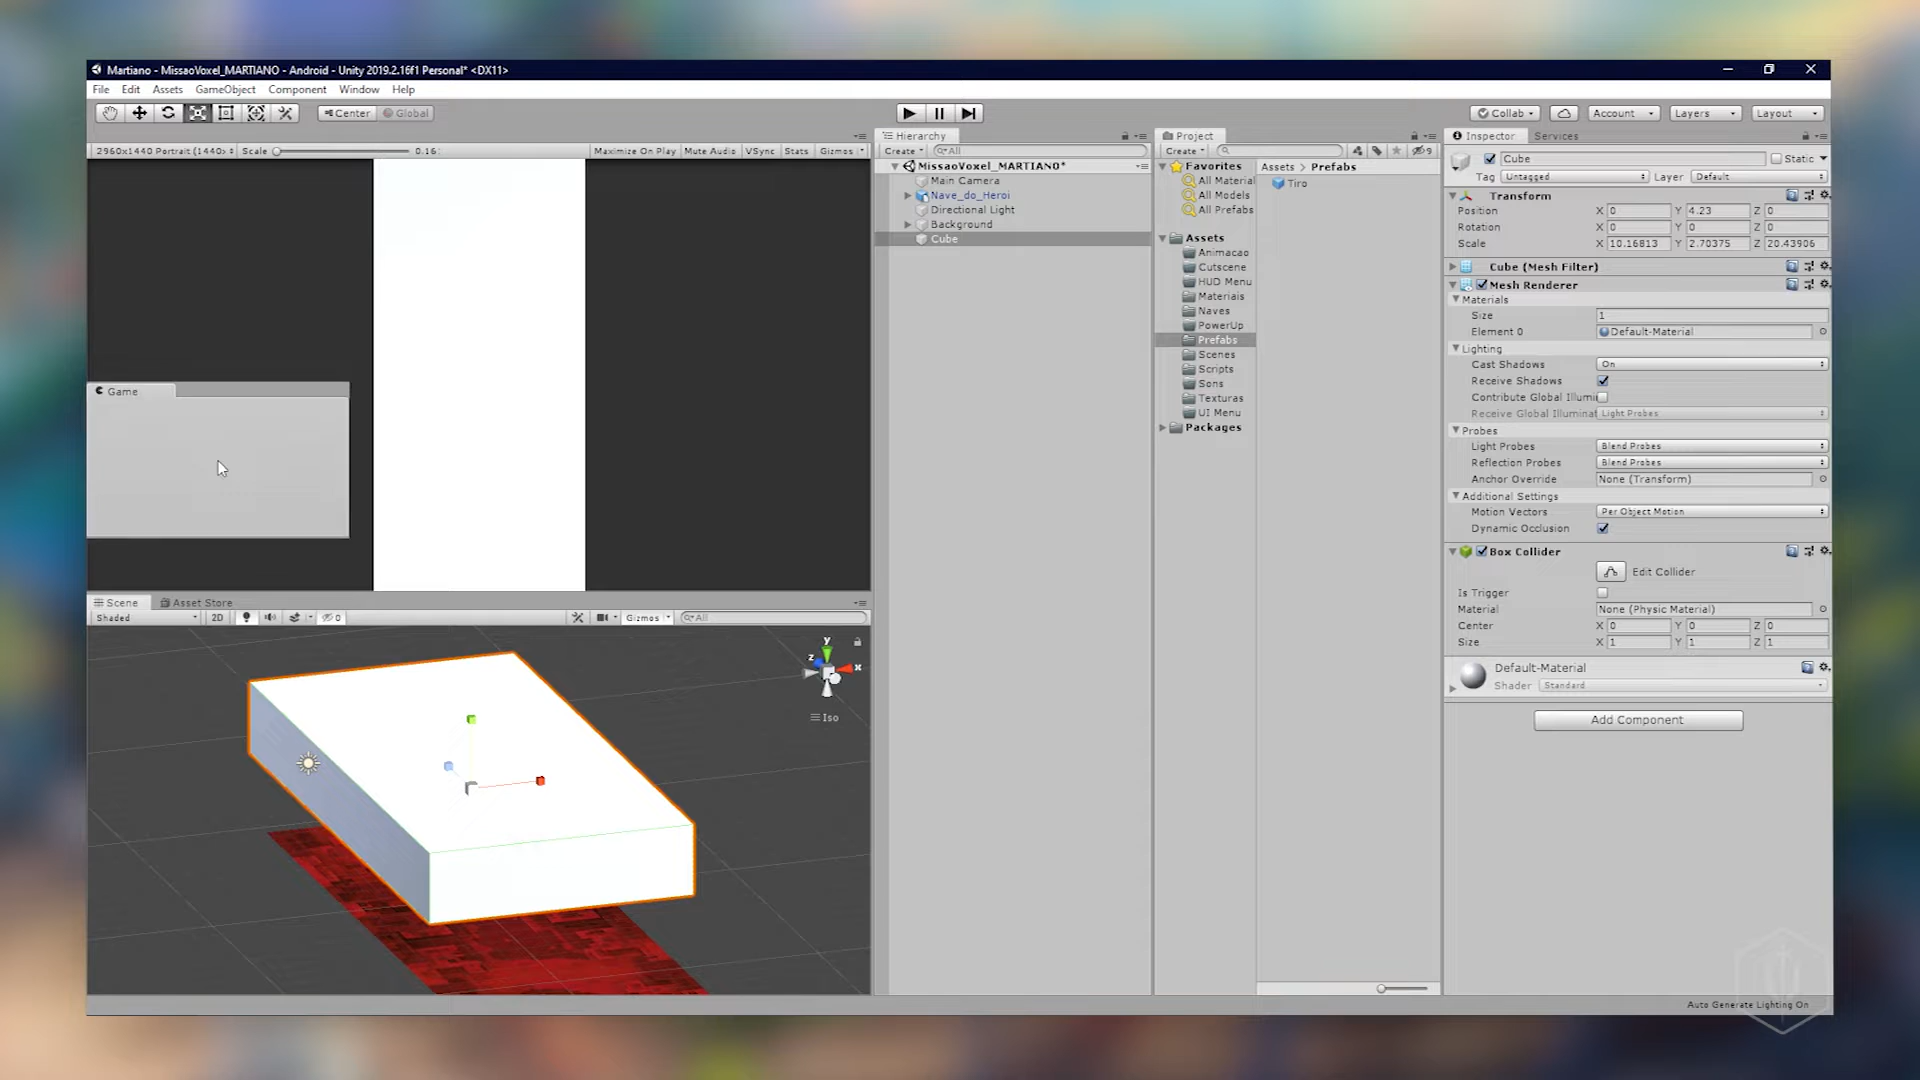 Martiano - MissaoVoxel_MARTIANO - Android - Unity 2019.2.16f1 Personal* <DX11>
File Edit Assets GameObject Component Window Help
Center Global Collab Account Layers Layout
2960x1440 Portrait (1440x Scale 0.16: Maximize On Play Mute Audio VSync Stats Gizmos
Game
Scene Asset Store
Shaded 2D 0 Gizmos All
y
z x
Iso
Hierarchy
Create All
MissaoVoxel_MARTIANO*
Main Camera
Nave_do_Heroi
Directional Light
Background
Cube
Project
Create 9
Favorites
All Material
All Models
All Prefabs
Assets
Animacao
Cutscene
HUD Menu
Materiais
Naves
PowerUp
Prefabs
Scenes
Scripts
Sons
Texturas
UI Menu
Packages
Assets > Prefabs
Tiro
Inspector Services
Cube Static
Tag Untagged Layer Default
Transform
Position X 0 Y 4.23 Z 0
Rotation X 0 Y 0 Z 0
Scale X 10.16813 Y 2.70375 Z 20.43906
Cube (Mesh Filter)
Mesh Renderer
Materials
Size 1
Element 0 Default-Material
Lighting
Cast Shadows On
Receive Shadows
Contribute Global Illumi
Receive Global Illuminat Light Probes
Probes
Light Probes Blend Probes
Reflection Probes Blend Probes
Anchor Override None (Transform)
Additional Settings
Motion Vectors Per Object Motion
Dynamic Occlusion
Box Collider
Edit Collider
Is Trigger
Material None (Physic Material)
Center X 0 Y 0 Z 0
Size X 1 Y 1 Z 1
Default-Material
Shader Standard
Add Component
Auto Generate Lighting On